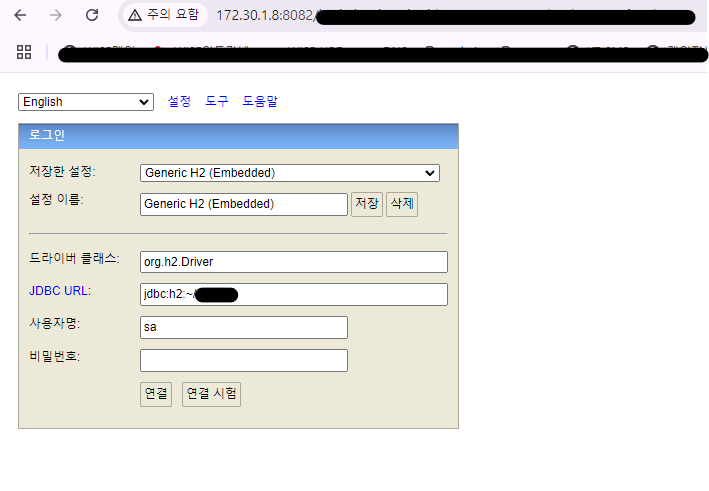 주의 요함 172.30.1.8:8082/
English 설정 도구 도움말
로그인
저장한 설정: Generic H2 (Embedded)
설정 이름: Generic H2 (Embedded) 저장 삭제
드라이버 클래스: org.h2.Driver
JDBC URL: jdbc:h2:~/
사용자명: sa
비밀번호:
연결 연결 시험